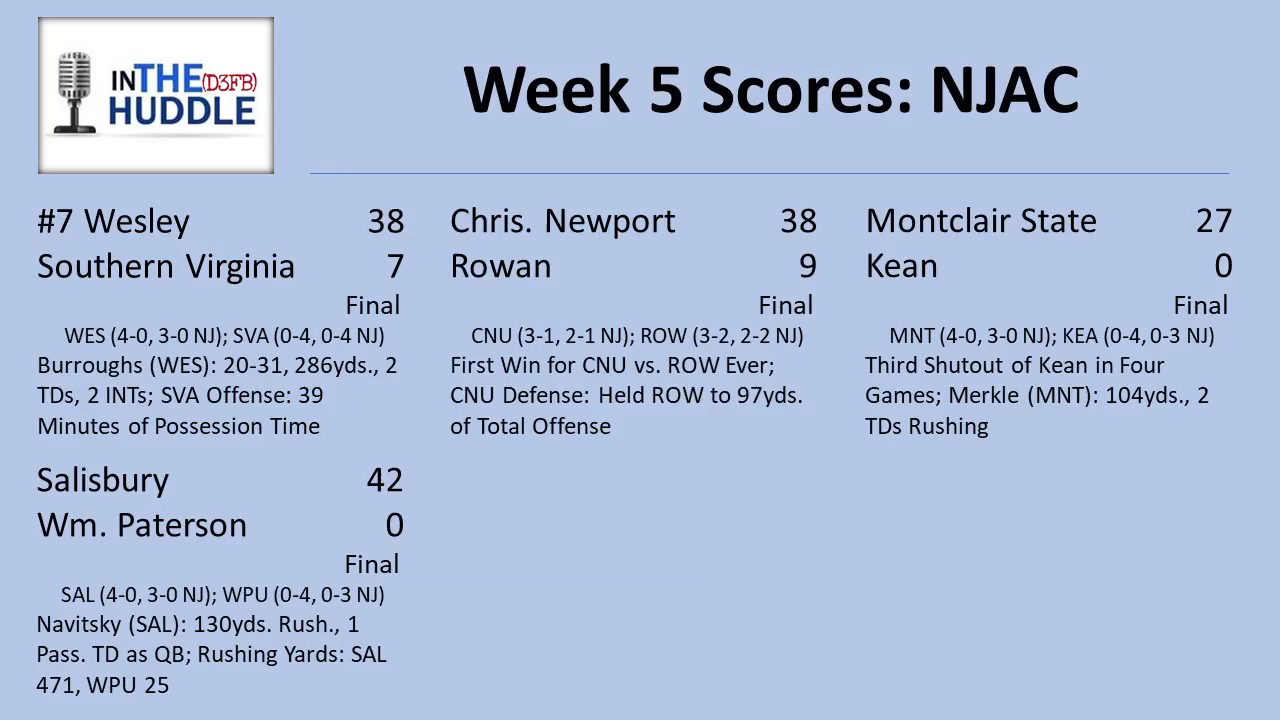 INTHE(D3FB)
HUDDLE
Week 5 Scores: NJAC
#7 Wesley 38
Southern Virginia 7
Final
WES (4-0, 3-0 NJ); SVA (0-4, 0-4 NJ)
Burroughs (WES): 20-31, 286yds., 2
TDs, 2 INTs; SVA Offense: 39
Minutes of Possession Time
Chris. Newport 38
Rowan 9
Final
CNU (3-1, 2-1 NJ); ROW (3-2, 2-2 NJ)
First Win for CNU vs. ROW Ever;
CNU Defense: Held ROW to 97yds.
of Total Offense
Montclair State 27
Kean 0
Final
MNT (4-0, 3-0 NJ); KEA (0-4, 0-3 NJ)
Third Shutout of Kean in Four
Games; Merkle (MNT): 104yds., 2
TDs Rushing
Salisbury 42
Wm. Paterson 0
Final
SAL (4-0, 3-0 NJ); WPU (0-4, 0-3 NJ)
Navitsky (SAL): 130yds. Rush., 1
Pass. TD as QB; Rushing Yards: SAL
471, WPU 25